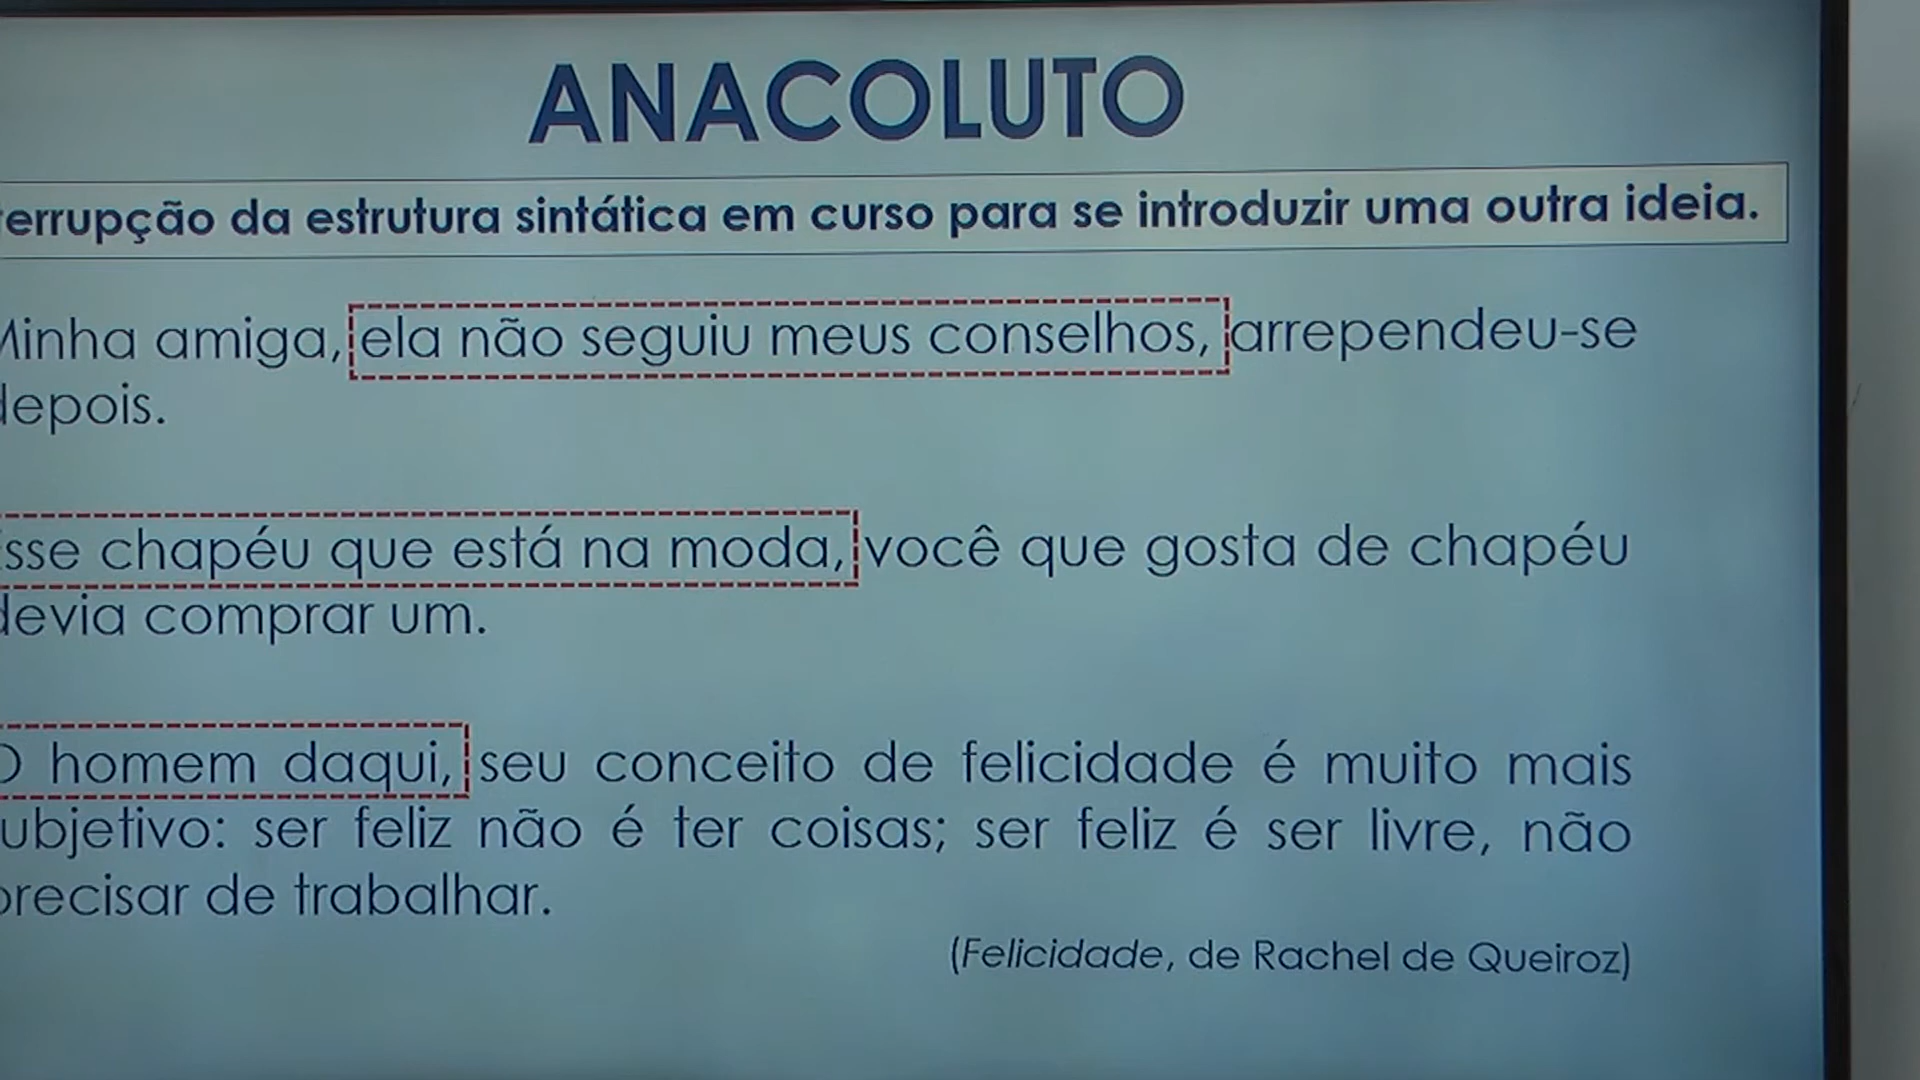 ANACOLUTO
terrupção da estrutura sintática em curso para se introduzir uma outra ideia.
Minha amiga, ela não seguiu meus conselhos, arrependeu-se
depois.
sse chapéu que está na moda, você que gosta de chapéu
devia comprar um.
O homem daqui, seu conceito de felicidade é muito mais
ubjetivo: ser feliz não é ter coisas; ser feliz é ser livre, não
precisar de trabalhar.
(Felicidade, de Rachel de Queiroz)